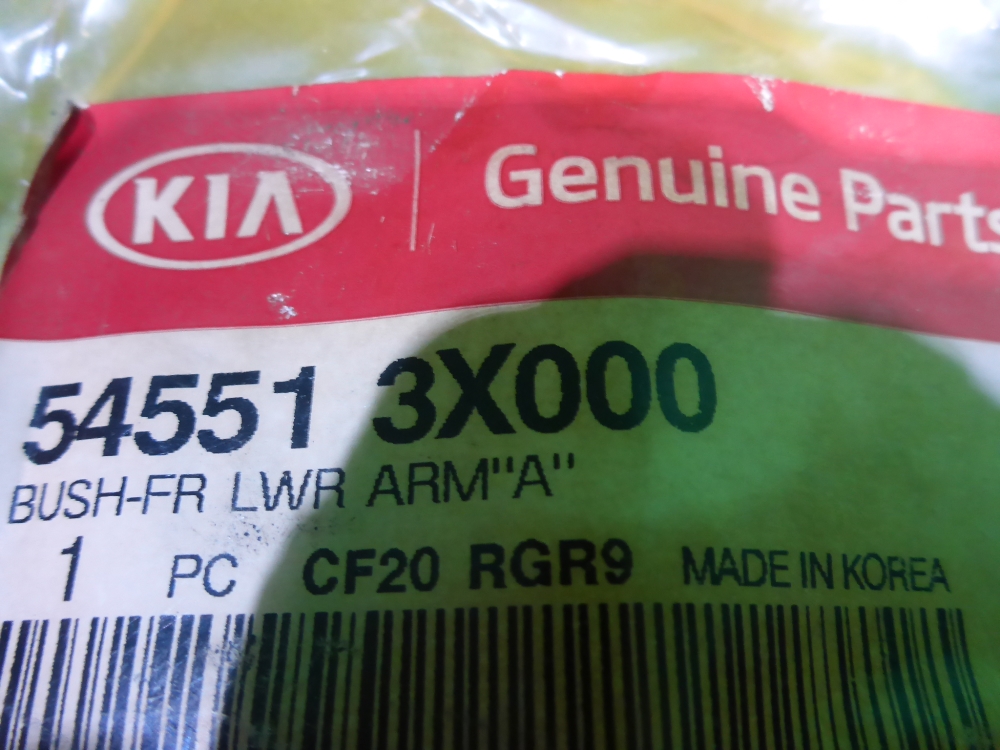 KIA Genuine Parts
54551 3X000
BUSH-FR LWR ARM"A"
1 PC CF20 RGR9 MADE IN KOREA